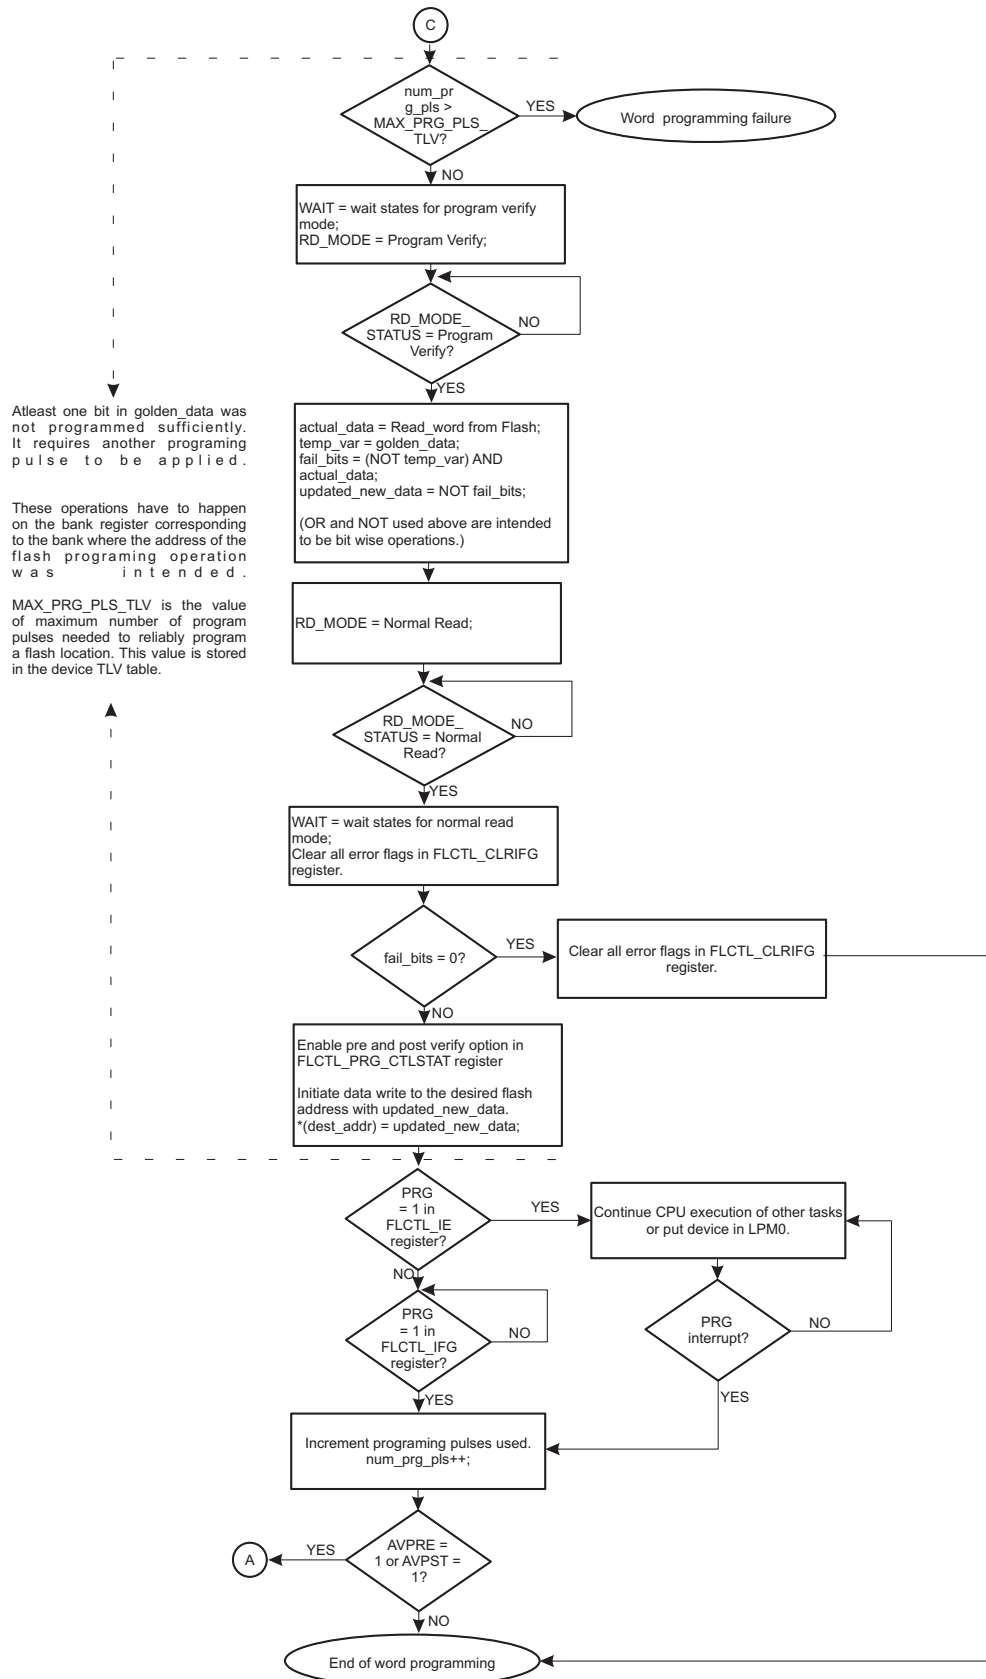 C
num_pr
g_pls >
MAX_PRG_PLS_
TLV?
YES
Word programming failure
NO
WAIT = wait states for program verify
mode;
RD_MODE = Program Verify;
RD_MODE_
STATUS = Program
Verify?
NO
YES
Atleast one bit in golden_data was
not programmed sufficiently.
It requires another programing
pulse to be applied.
These operations have to happen
on the bank register corresponding
to the bank where the address of the
flash programing operation
was intended.
MAX_PRG_PLS_TLV is the value
of maximum number of program
pulses needed to reliably program
a flash location. This value is stored
in the device TLV table.
actual_data = Read_word from Flash;
temp_var = golden_data;
fail_bits = (NOT temp_var) AND
actual_data;
updated_new_data = NOT fail_bits;
(OR and NOT used above are intended
to be bit wise operations.)
RD_MODE = Normal Read;
RD_MODE_
STATUS = Normal
Read?
NO
YES
WAIT = wait states for normal read
mode;
Clear all error flags in FLCTL_CLRIFG
register.
fail_bits = 0?
YES
Clear all error flags in FLCTL_CLRIFG
register.
NO
Enable pre and post verify option in
FLCTL_PRG_CTLSTAT register
Initiate data write to the desired flash
address with updated_new_data.
*(dest_addr) = updated_new_data;
PRG
= 1 in
FLCTL_IE
register?
YES
Continue CPU execution of other tasks
or put device in LPM0.
NO
PRG
= 1 in
FLCTL_IFG
register?
NO
PRG
interrupt?
NO
YES
YES
Increment programing pulses used.
num_prg_pls++;
AVPRE =
1 or AVPST =
1?
YES
A
NO
End of word programming